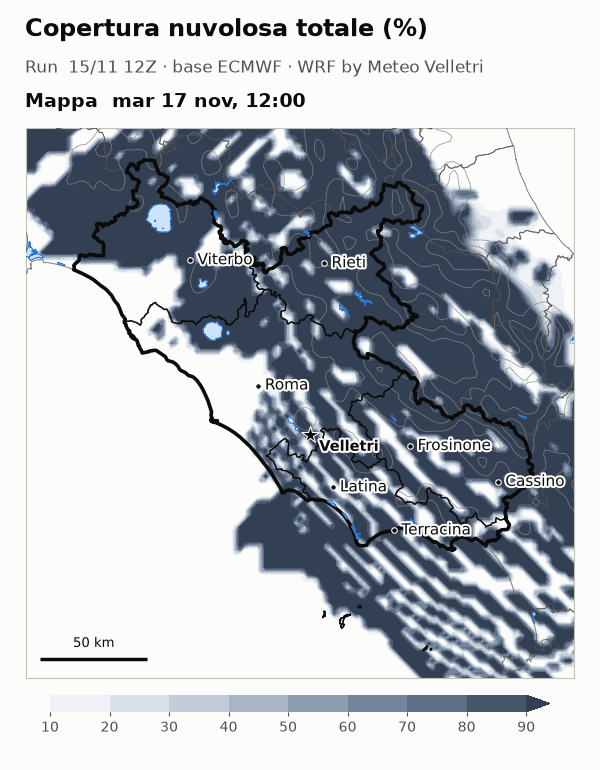 Copertura nuvolosa totale (%)
Run 15/11 12Z · base ECMWF · WRF by Meteo Velletri
Mappa mar 17 nov, 12:00
Viterbo
Rieti
Roma
Velletri
Frosinone
Cassino
Latina
Terracina
50 km
10 20 30 40 50 60 70 80 90